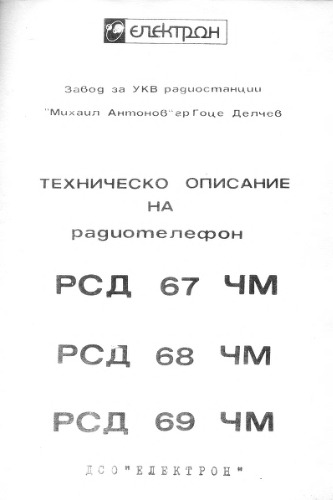 ЕЛЕКТРОН
Завод за УКВ радиостанции
"Михаил Антонов" гр Гоце Делчев
ТЕХНИЧЕСКО ОПИСАНИЕ
НА
радиотелефон
РСД 67 ЧМ
РСД 68 ЧМ
РСД 69 ЧМ
ДСО "ЕЛЕКТРОН"